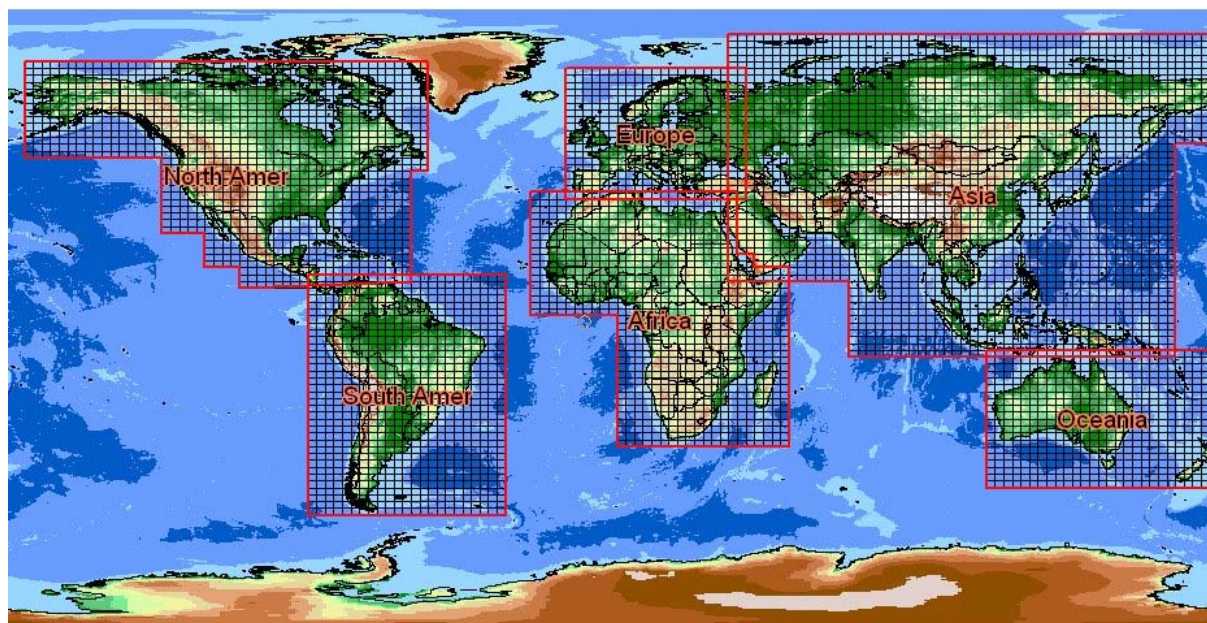 Europe
North Amer
Asia
Africa
South Amer
Oceania